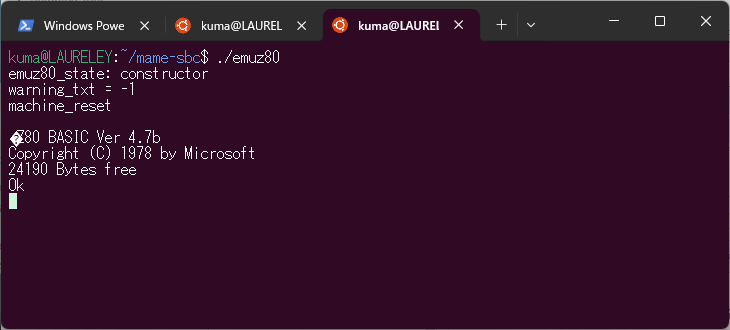 Windows Powe
kuma@LAUREL
kuma@LAUREL
kuma@LAURELEY:~/mame-sbc$ ./emuz80
emuz80_state: constructor
warning_txt = -1
machine_reset
�Z80 BASIC Ver 4.7b
Copyright (C) 1978 by Microsoft
24190 Bytes free
Ok